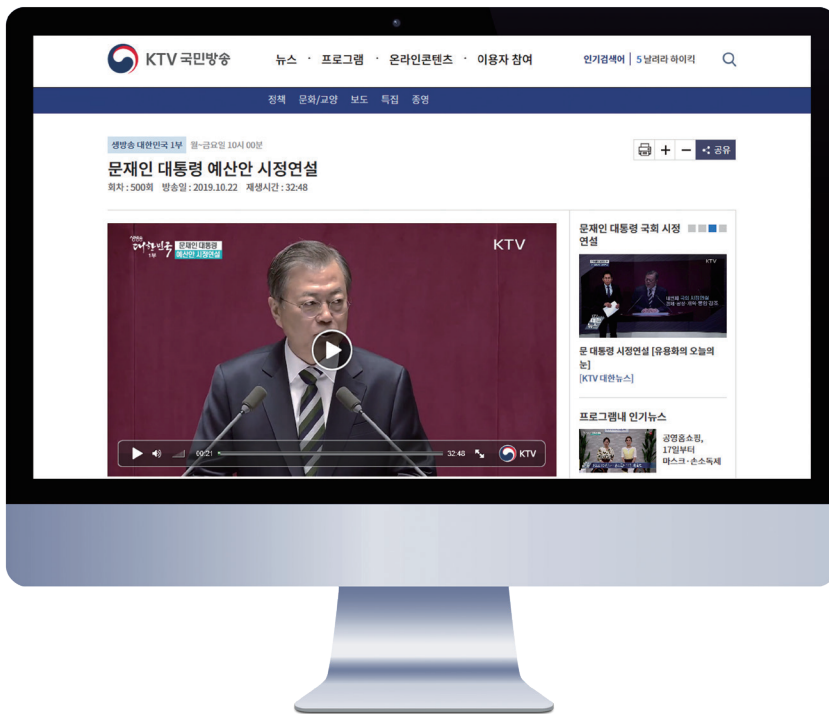 KTV 국민방송
뉴스 · 프로그램 · 온라인콘텐츠 · 이용자 참여
인기검색어 | 5 날려라 하이킥
정책 문화/교양 보도 특집 종영
생방송 대한민국 1부 월~금요일 10시 00분
+ − 공유
문재인 대통령 예산안 시정연설
회차 : 500회 방송일 : 2019.10.22 재생시간 : 32:48
생방송 대한민국 1부
문재인 대통령
예산안 시정연설
KTV
00:21
32:48
KTV
문재인 대통령 국회 시정
연설
KTV
문 대통령 시정연설 [유용화의 오늘의
눈]
[KTV 대한뉴스]
프로그램내 인기뉴스
공영홈쇼핑,
17일부터
마스크·손소독제